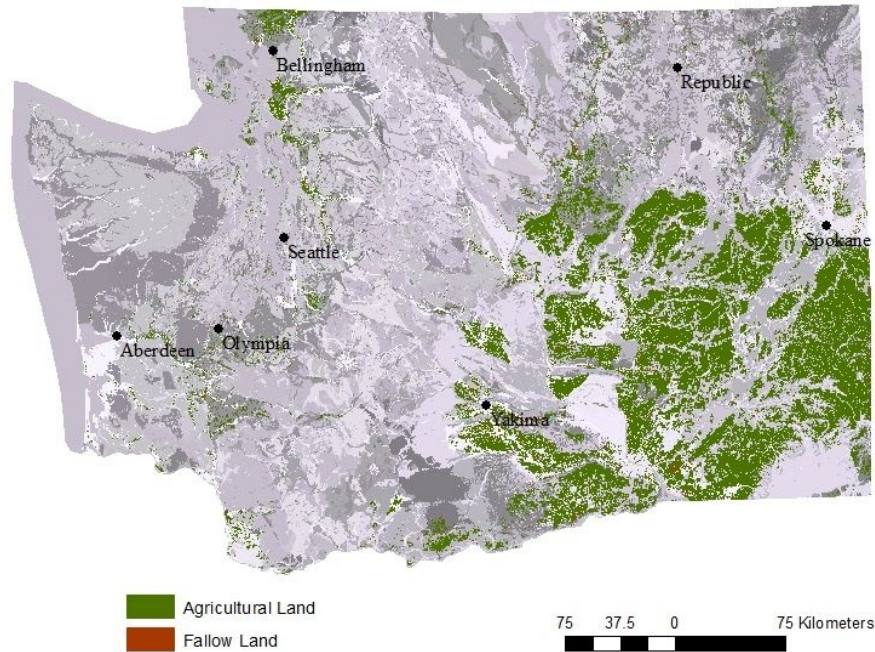 Bellingham
Republic
Seattle
Spokane
Aberdeen
Olympia
Yakima
Agricultural Land
Fallow Land
75 37.5 0 75 Kilometers